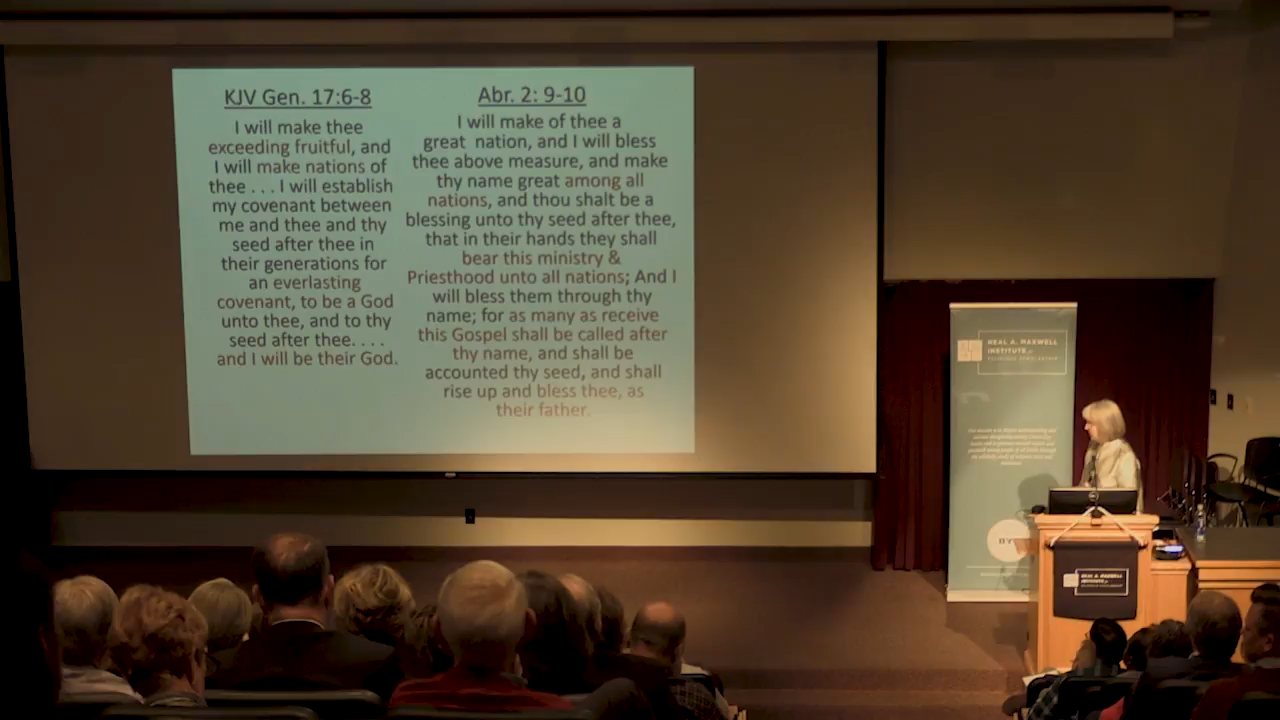 KJV Gen. 17:6-8
I will make thee
exceeding fruitful, and
I will make nations of
thee . . . I will establish
my covenant between
me and thee and thy
seed after thee in
their generations for
an everlasting
covenant, to be a God
unto thee, and to thy
seed after thee. . . .
and I will be their God.
Abr. 2: 9-10
I will make of thee a
great nation, and I will bless
thee above measure, and make
thy name great among all
nations, and thou shalt be a
blessing unto thy seed after thee,
that in their hands they shall
bear this ministry &
Priesthood unto all nations; And I
will bless them through thy
name; for as many as receive
this Gospel shall be called after
thy name, and shall be
accounted thy seed, and shall
rise up and bless thee, as
their father.
NEAL A. MAXWELL
INSTITUTE
BY
NEAL A. MAXWELL
INSTITUTE